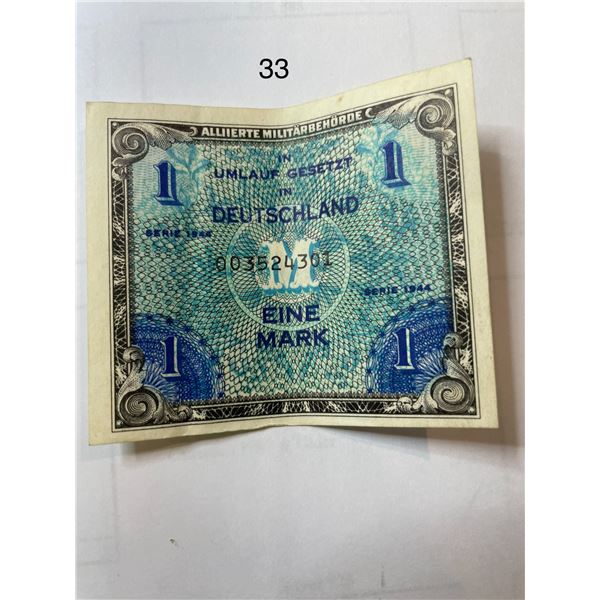 33
ALLIIERTE MILITÄRBEHÖRDE
IN
UMLAUF GESETZT
IN
DEUTSCHLAND
1
1
SERIE 1944
M
003524301
SERIE 1944
EINE
MARK
1
1